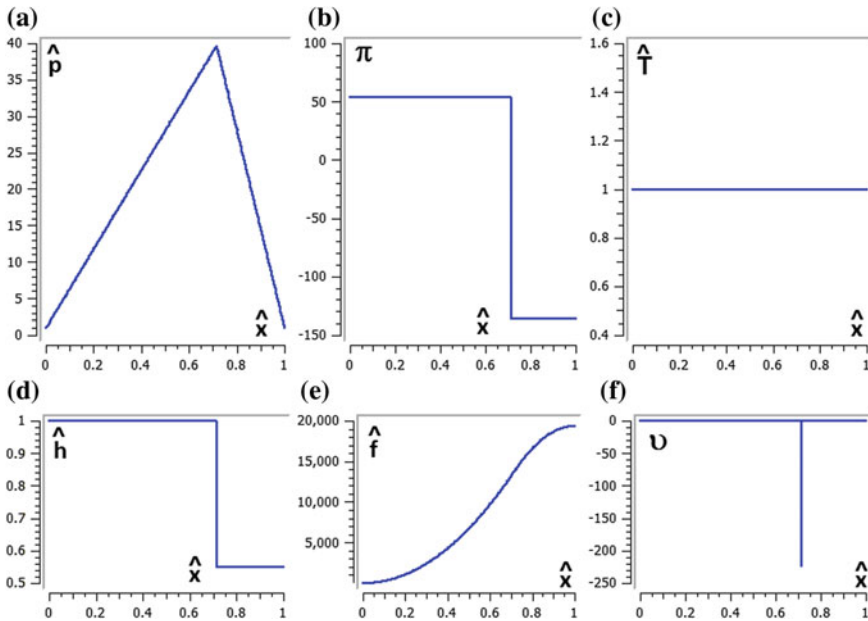 (a)
p̂
40
35
30
25
20
15
10
5
0
x̂
0 0.2 0.4 0.6 0.8 1
(b)
π
100
50
0
-50
-100
-150
x̂
0 0.2 0.4 0.6 0.8 1
(c)
T̂
1.6
1.4
1.2
1
0.8
0.6
0.4
x̂
0 0.2 0.4 0.6 0.8 1
(d)
ĥ
1
0.9
0.8
0.7
0.6
0.5
x̂
0 0.2 0.4 0.6 0.8 1
(e)
f̂
20,000
15,000
10,000
5,000
x̂
0 0.2 0.4 0.6 0.8 1
(f)
υ
0
-50
-100
-150
-200
-250
x̂
0 0.2 0.4 0.6 0.8 1